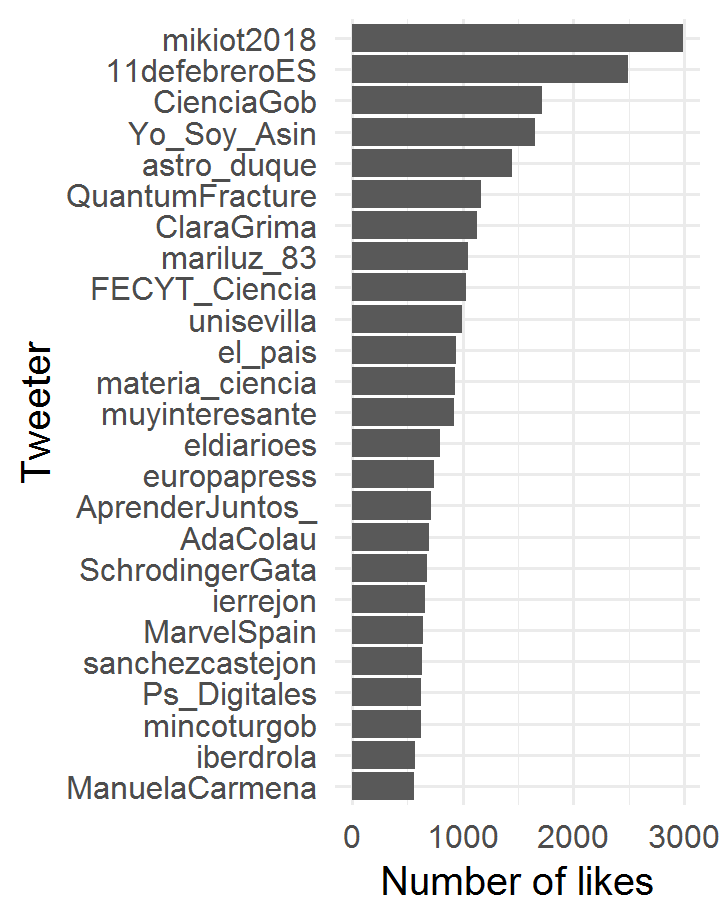 mikiot2018
11defebreroES
CienciaGob
Yo_Soy_Asin
astro_duque
QuantumFracture
ClaraGrima
mariluz_83
FECYT_Ciencia
unisevilla
el_pais
materia_ciencia
muyinteresante
eldiarioes
europapress
AprenderJuntos_
AdaColau
SchrodingerGata
ierrejon
MarvelSpain
sanchezcastejon
Ps_Digitales
mincoturgob
iberdrola
ManuelaCarmena
Tweeter
0 1000 2000 3000
Number of likes